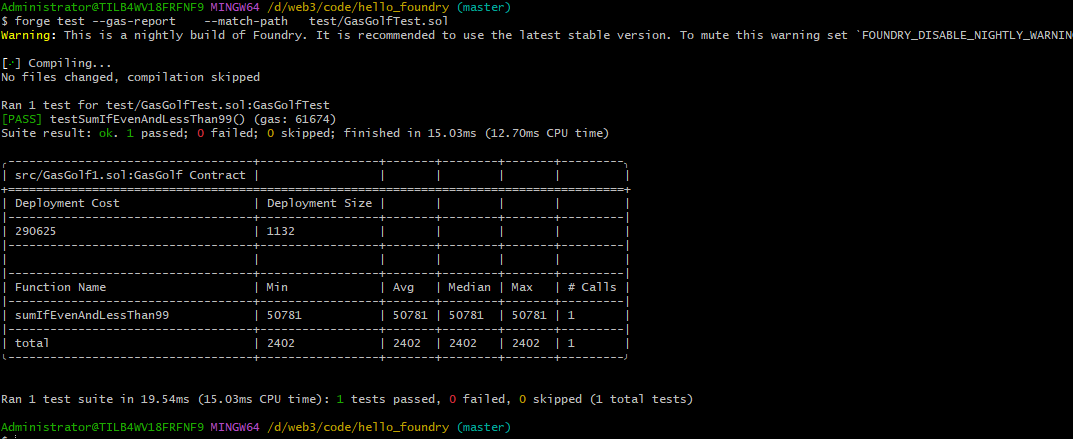 Administrator@TILB4WV18FRFNF9 MINGW64 /d/web3/code/hello_foundry (master)
$ forge test --gas-report    --match-path   test/GasGolfTest.sol
Warning: This is a nightly build of Foundry. It is recommended to use the latest stable version. To mute this warning set `FOUNDRY_DISABLE_NIGHTLY_WARNIN
[✓] Compiling...
No files changed, compilation skipped
Ran 1 test for test/GasGolfTest.sol:GasGolfTest
[PASS] testSumIfEvenAndLessThan99() (gas: 61674)
Suite result: ok. 1 passed; 0 failed; 0 skipped; finished in 15.03ms (12.70ms CPU time)
src/GasGolf1.sol:GasGolf Contract
Deployment Cost | Deployment Size
290625 | 1132
Function Name | Min | Avg | Median | Max | # Calls
sumIfEvenAndLessThan99 | 50781 | 50781 | 50781 | 50781 | 1
total | 2402 | 2402 | 2402 | 2402 | 1
Ran 1 test suite in 19.54ms (15.03ms CPU time): 1 tests passed, 0 failed, 0 skipped (1 total tests)
Administrator@TILB4WV18FRFNF9 MINGW64 /d/web3/code/hello_foundry (master)